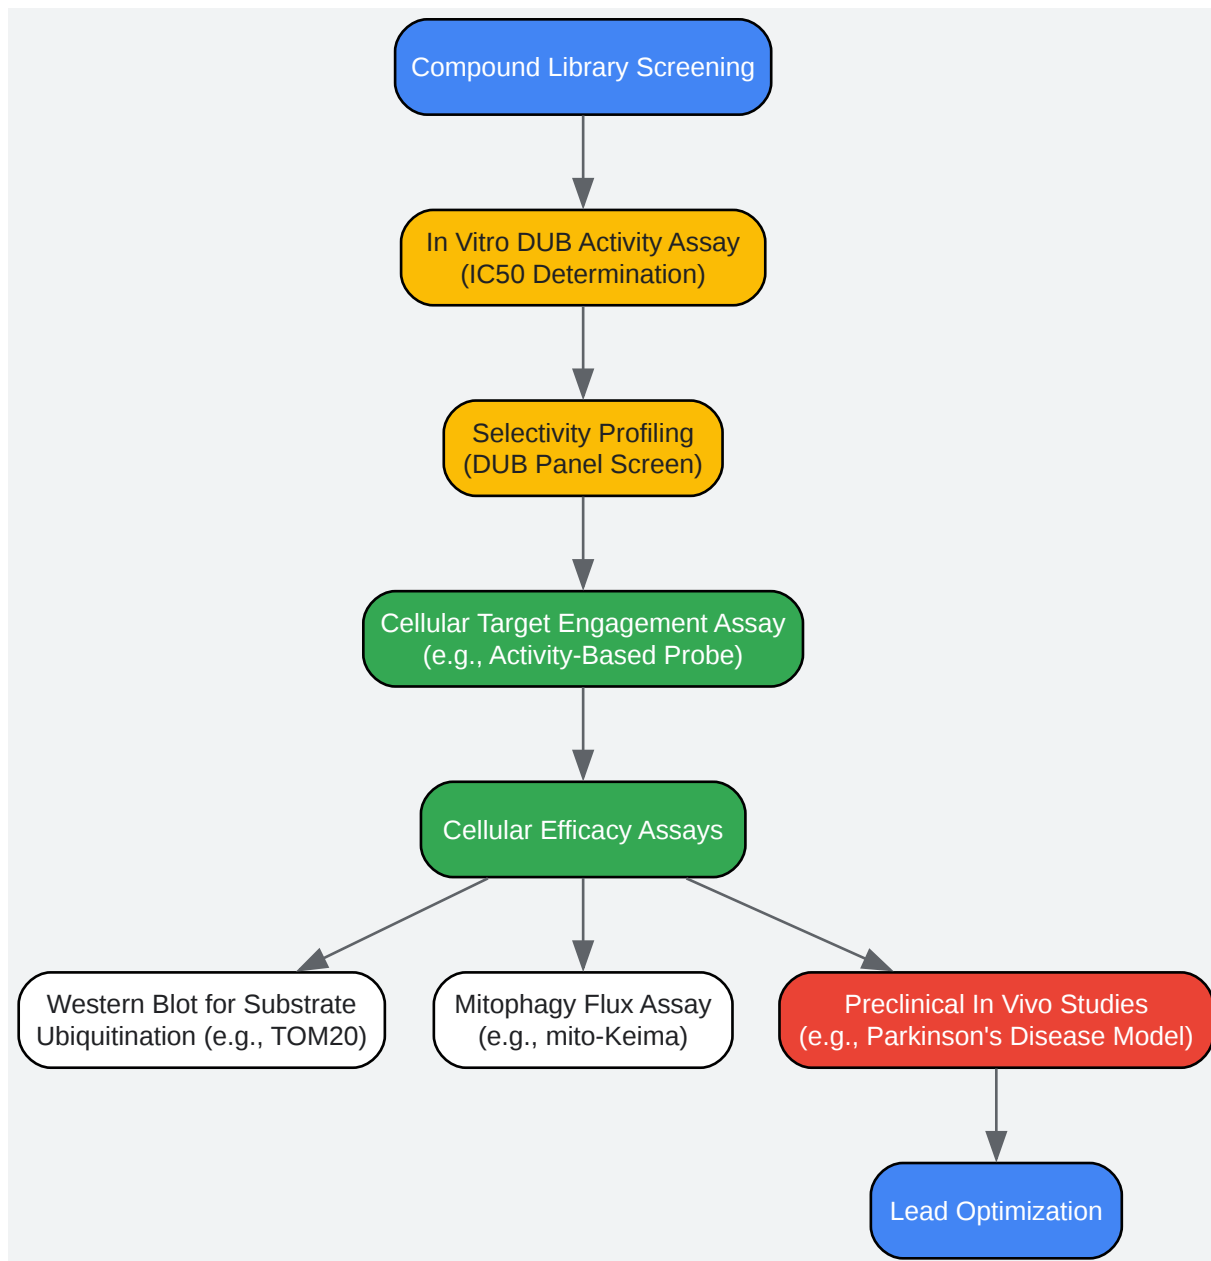 Compound Library Screening
In Vitro DUB Activity Assay
(IC50 Determination)
Selectivity Profiling
(DUB Panel Screen)
Cellular Target Engagement Assay
(e.g., Activity-Based Probe)
Cellular Efficacy Assays
Western Blot for Substrate
Ubiquitination (e.g., TOM20)
Mitophagy Flux Assay
(e.g., mito-Keima)
Preclinical In Vivo Studies
(e.g., Parkinson's Disease Model)
Lead Optimization